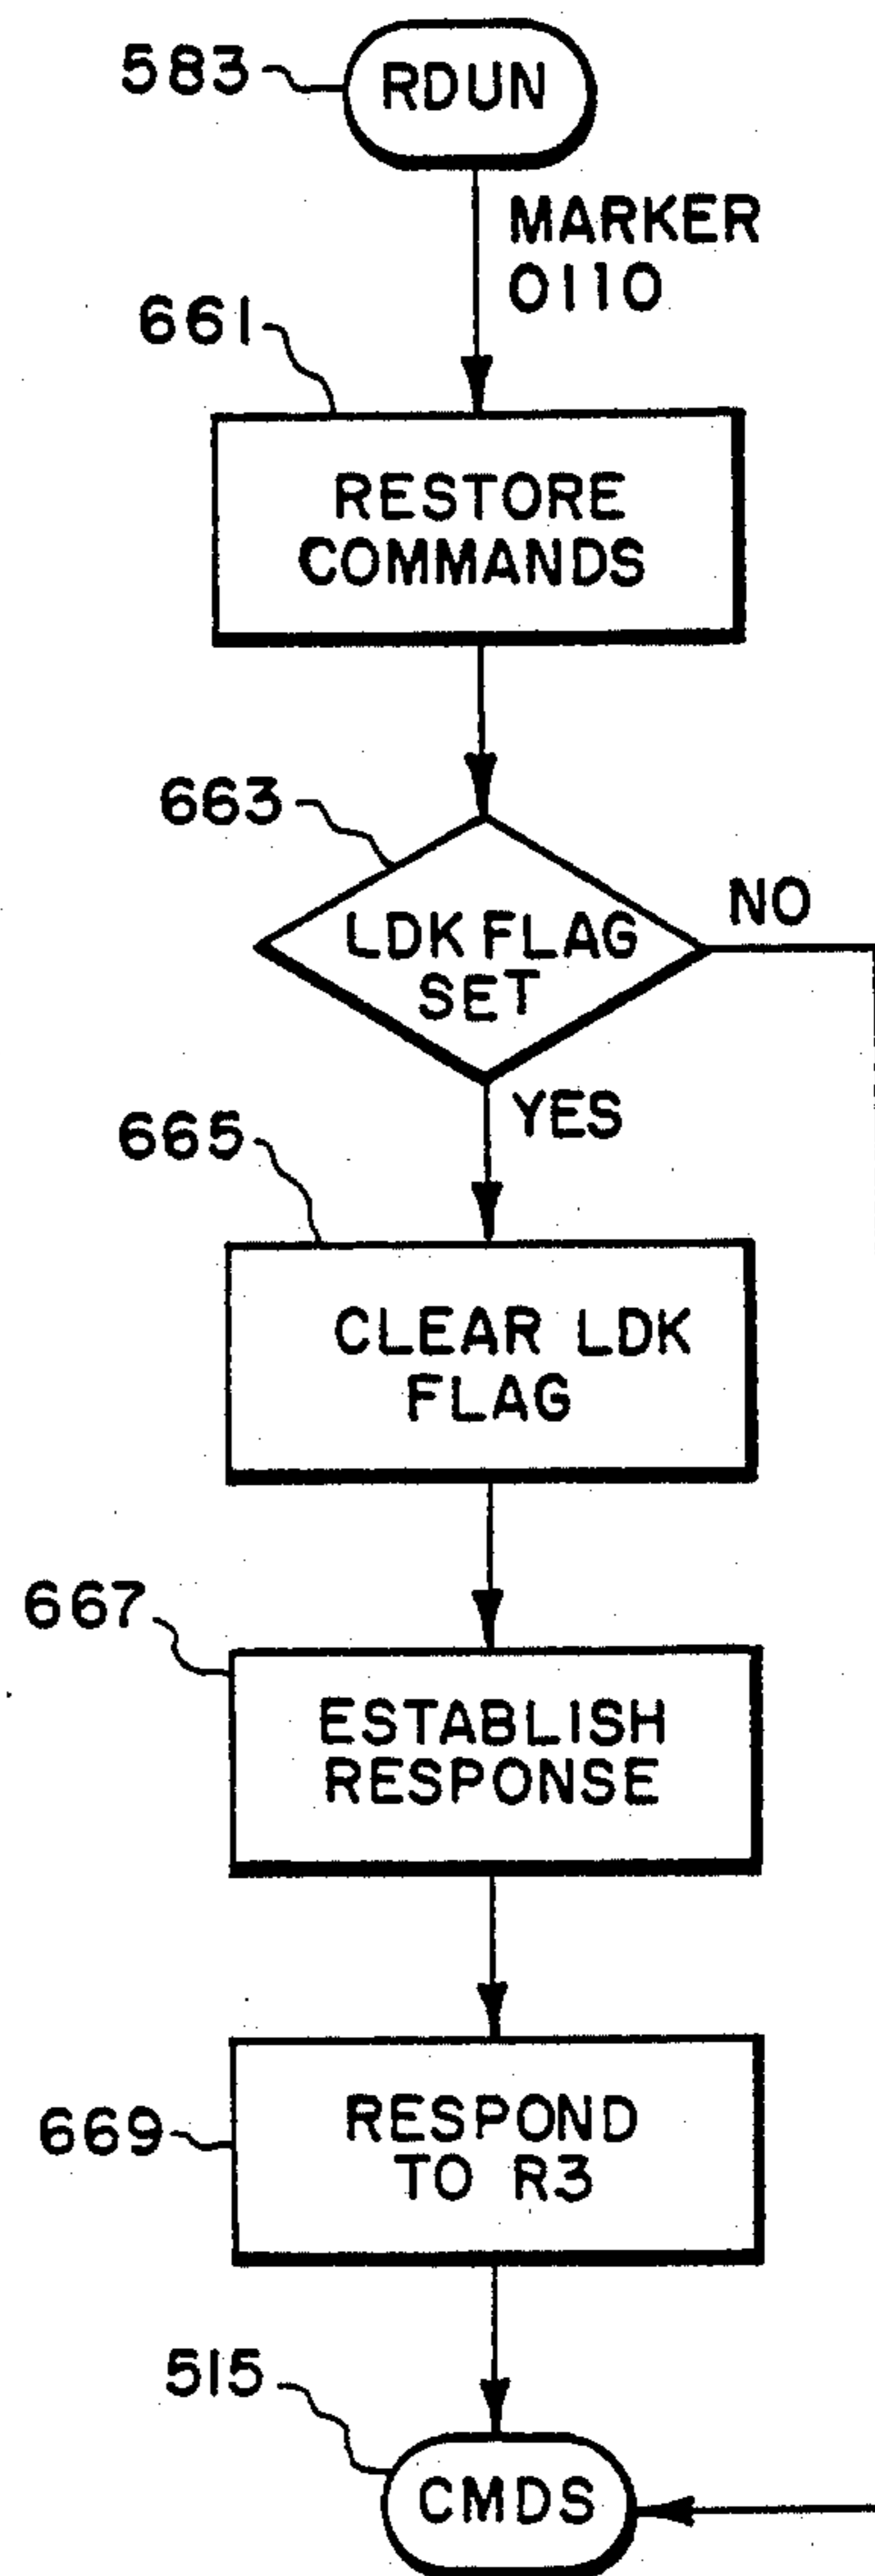 583
RDUN
MARKER
0110
661
RESTORE
COMMANDS
663
LDK FLAG
SET
NO
YES
665
CLEAR LDK
FLAG
667
ESTABLISH
RESPONSE
669
RESPOND
TO R3
515
CMDS